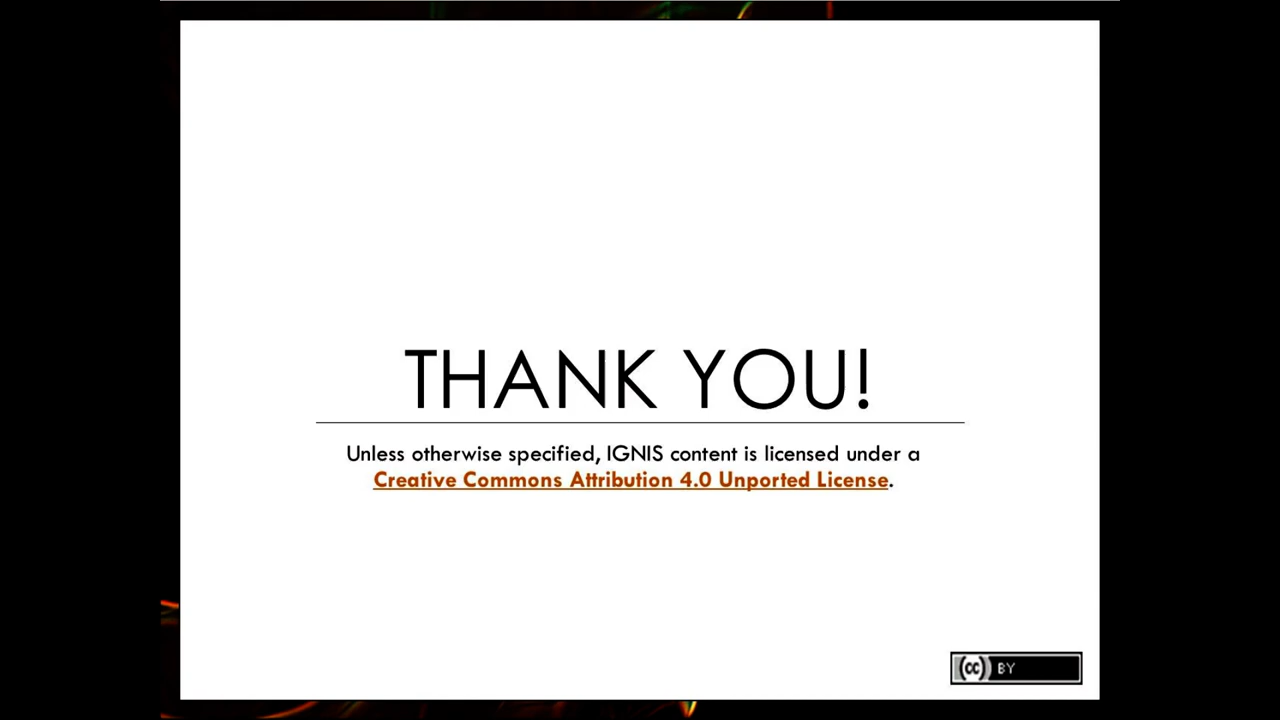 THANK YOU!
Unless otherwise specified, IGNIS content is licensed under a
Creative Commons Attribution 4.0 Unported License.
(cc) BY